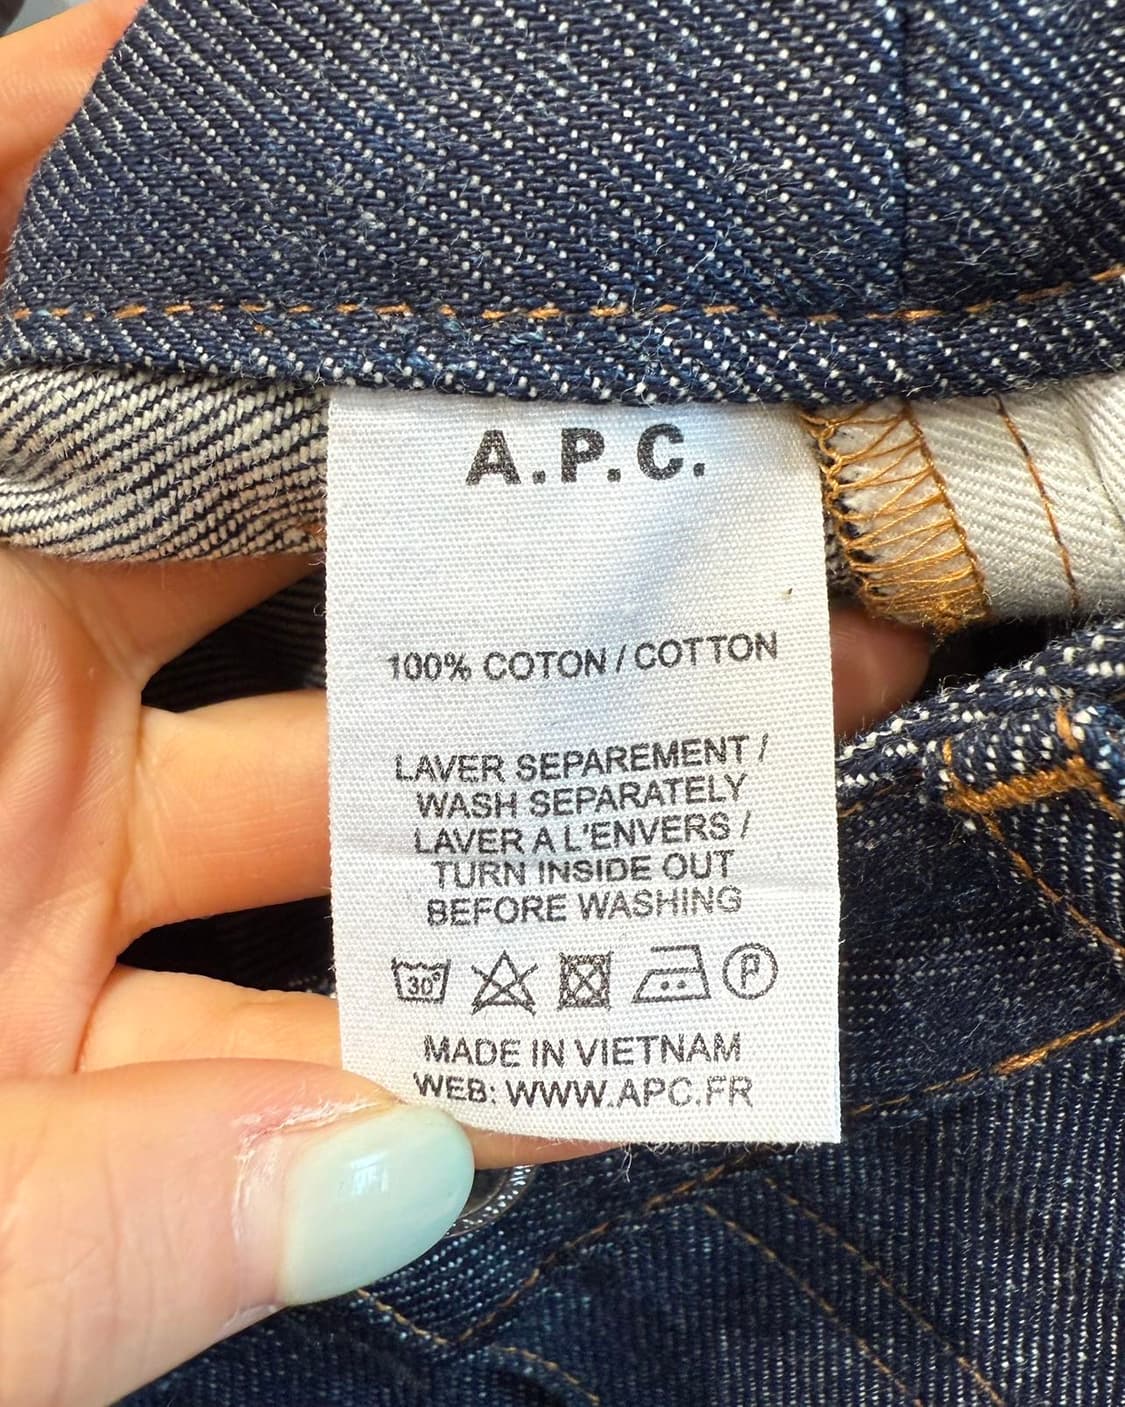 A.P.C.
100% COTON / COTTON
LAVER SEPAREMENT /
WASH SEPARATELY
LAVER A L'ENVERS /
TURN INSIDE OUT
BEFORE WASHING
30° P
MADE IN VIETNAM
WEB: WWW.APC.FR